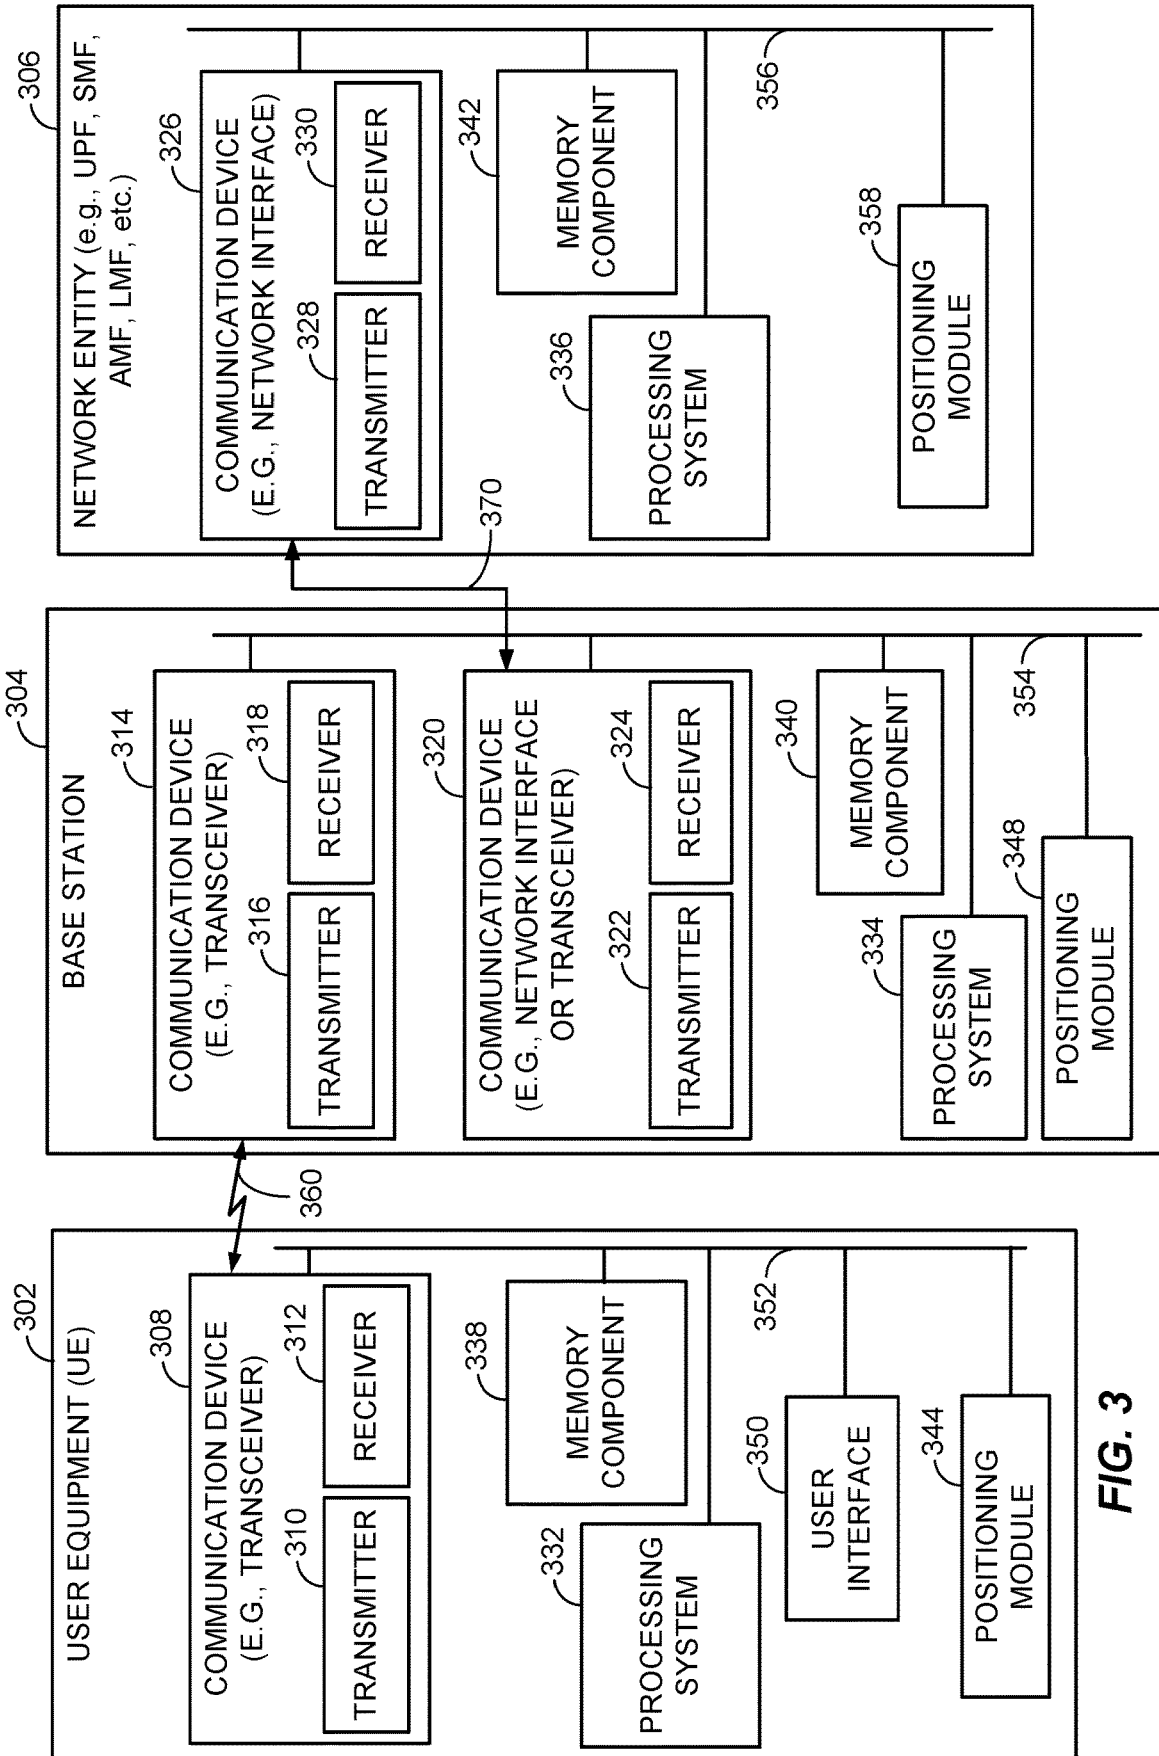 302
USER EQUIPMENT (UE)
308
COMMUNICATION DEVICE
(E.G., TRANSCEIVER)
310
TRANSMITTER
312
RECEIVER
338
MEMORY
COMPONENT
332
PROCESSING
SYSTEM
350
USER
INTERFACE
344
POSITIONING
MODULE
352
360
304
BASE STATION
314
COMMUNICATION DEVICE
(E.G., TRANSCEIVER)
316
TRANSMITTER
318
RECEIVER
320
COMMUNICATION DEVICE
(E.G., NETWORK INTERFACE
OR TRANSCEIVER)
322
TRANSMITTER
324
RECEIVER
340
MEMORY
COMPONENT
334
PROCESSING
SYSTEM
348
POSITIONING
MODULE
354
370
306
NETWORK ENTITY (e.g., UPF, SMF,
AMF, LMF, etc.)
326
COMMUNICATION DEVICE
(E.G., NETWORK INTERFACE)
328
TRANSMITTER
330
RECEIVER
342
MEMORY
COMPONENT
336
PROCESSING
SYSTEM
356
358
POSITIONING
MODULE
FIG. 3